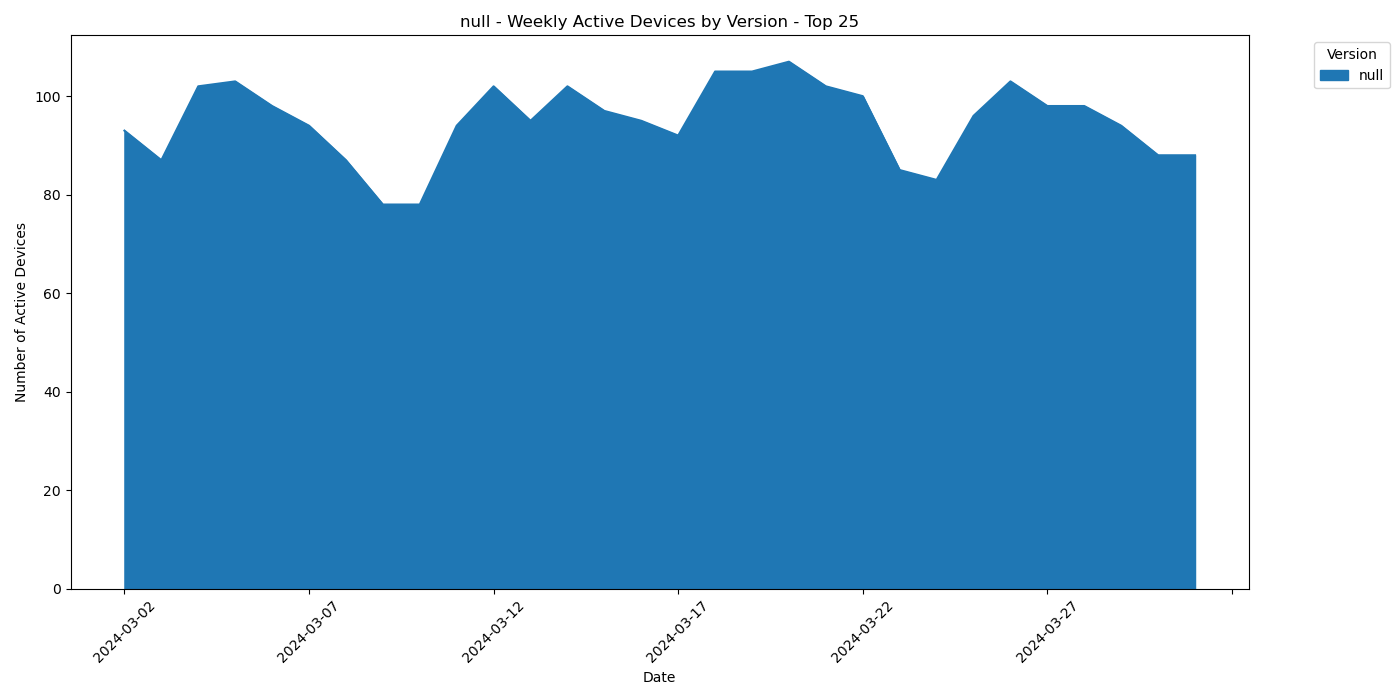 null - Weekly Active Devices by Version - Top 25
Version
null
Number of Active Devices
100
80
60
40
20
0
2024-03-02
2024-03-07
2024-03-12
2024-03-17
2024-03-22
2024-03-27
Date